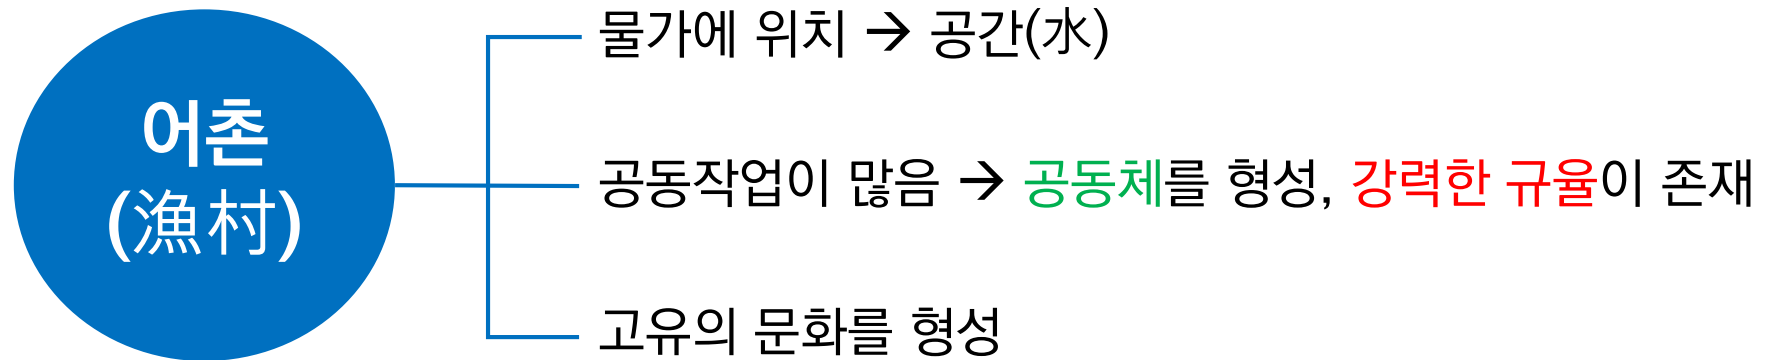 어촌
(漁村)
물가에 위치 → 공간(水)
공동작업이 많음 → 공동체를 형성, 강력한 규율이 존재
고유의 문화를 형성